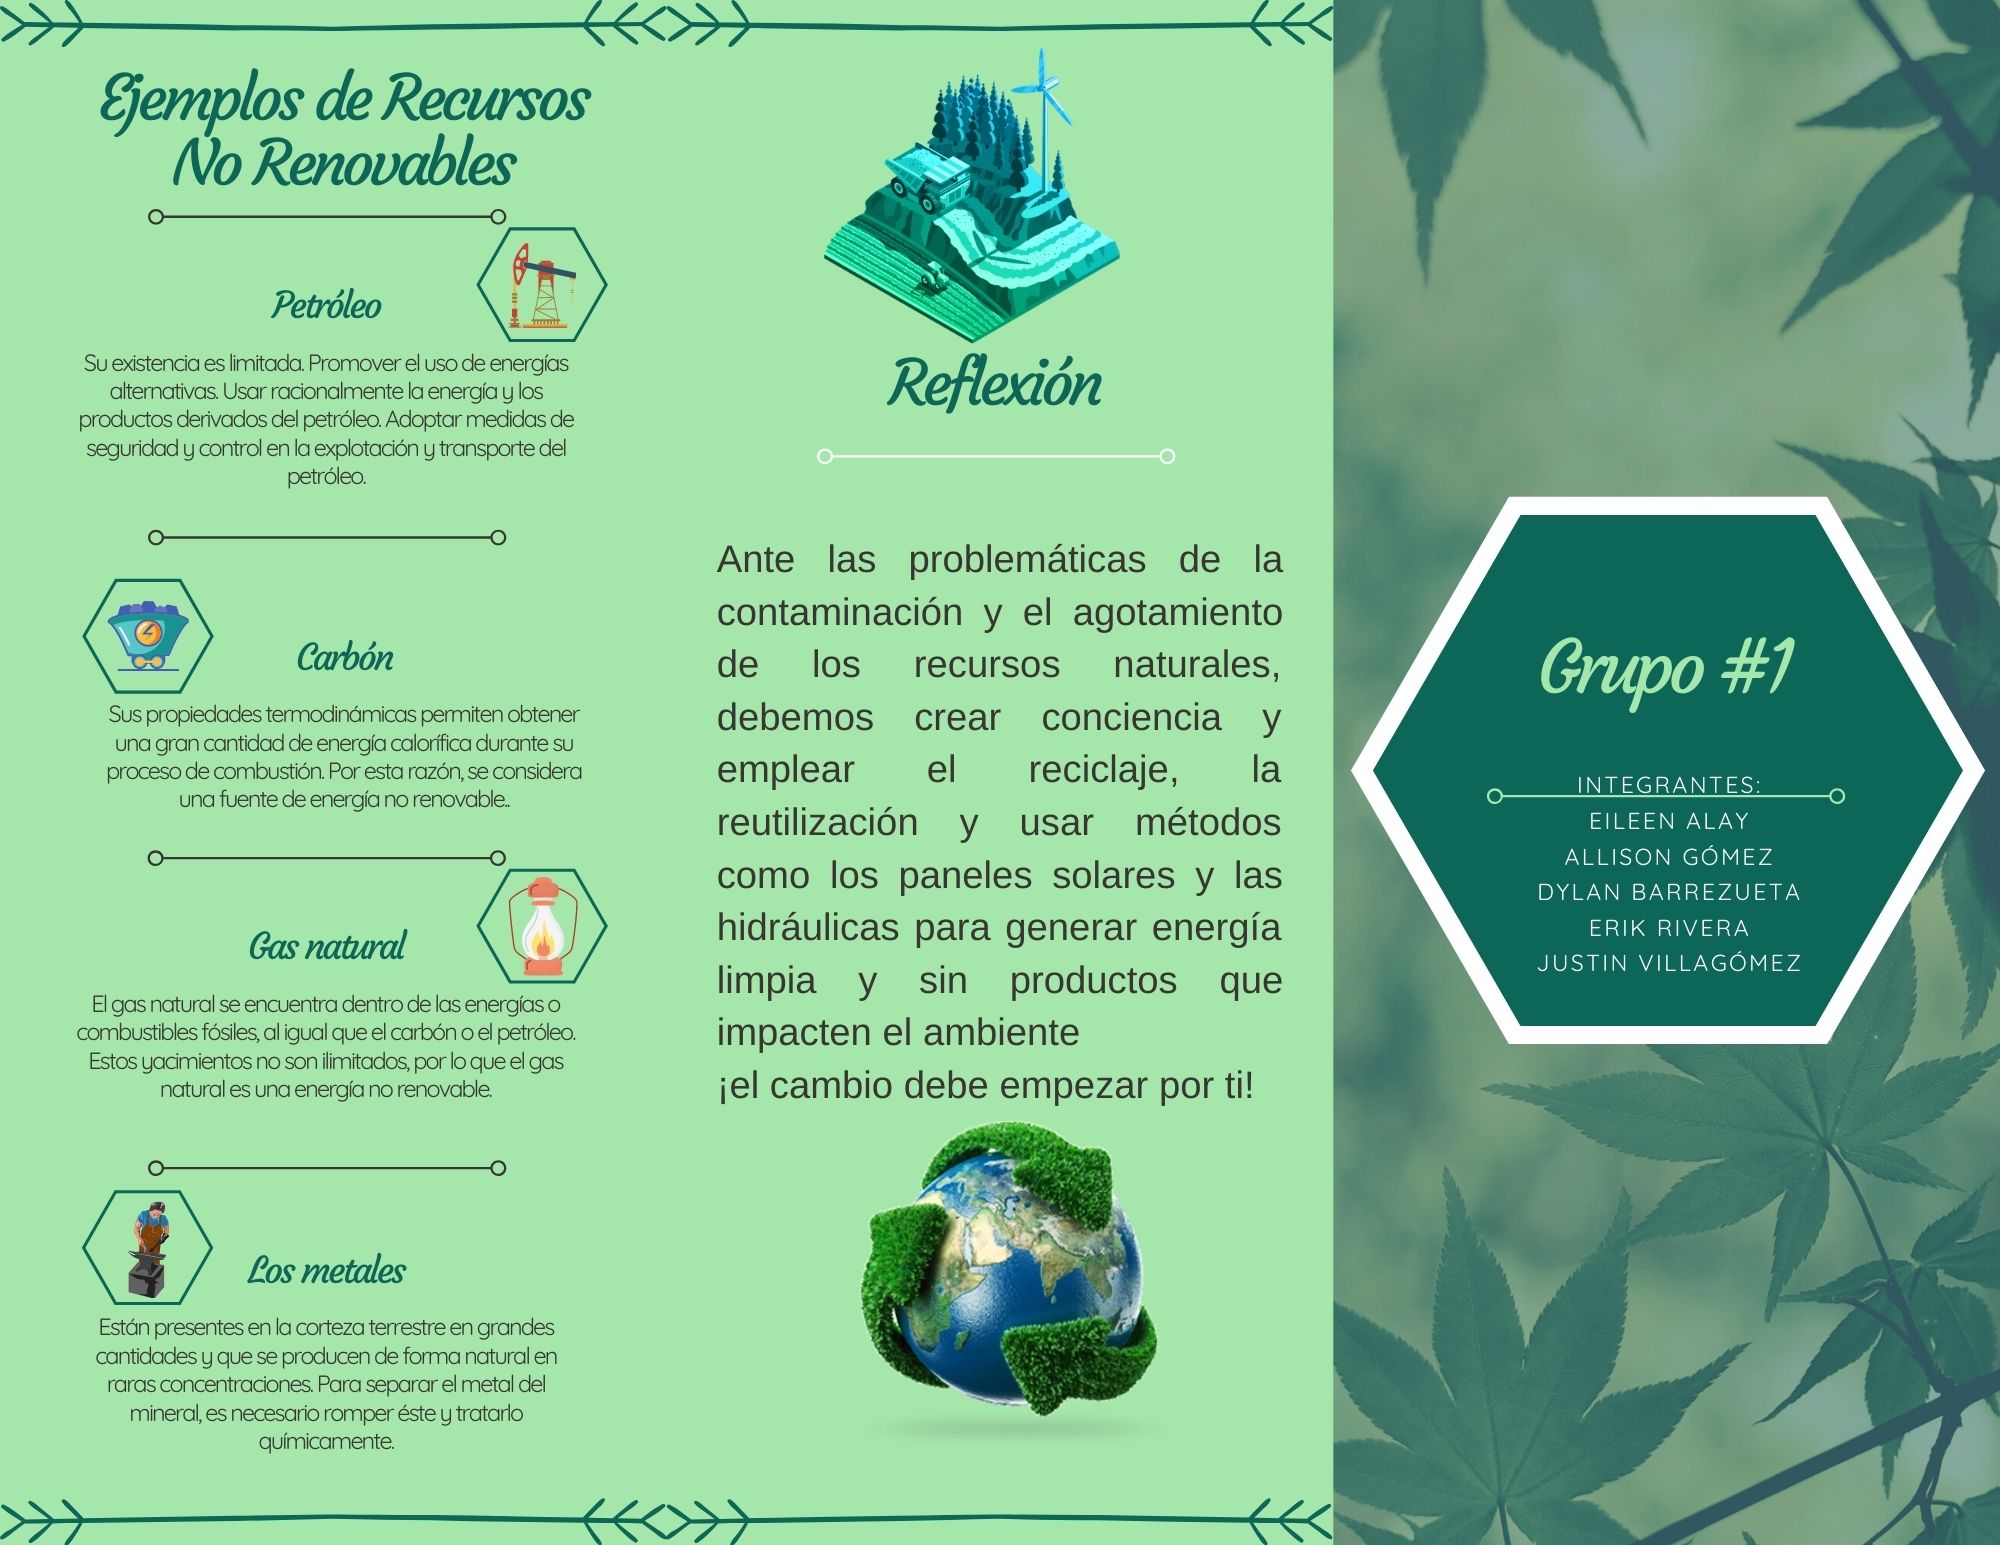 Ejemplos de Recursos
No Renovables
Petróleo
Su existencia es limitada. Promover el uso de energías
alternativas. Usar racionalmente la energía y los
productos derivados del petróleo. Adoptar medidas de
seguridad y control en la explotación y transporte del
petróleo.
Carbón
Sus propiedades termodinámicas permiten obtener
una gran cantidad de energía calorífica durante su
proceso de combustión. Por esta razón, se considera
una fuente de energía no renovable..
Gas natural
El gas natural se encuentra dentro de las energías o
combustibles fósiles, al igual que el carbón o el petróleo.
Estos yacimientos no son ilimitados, por lo que el gas
natural es una energía no renovable.
Los metales
Están presentes en la corteza terrestre en grandes
cantidades y que se producen de forma natural en
raras concentraciones. Para separar el metal del
mineral, es necesario romper éste y tratarlo
químicamente.
Reflexión
Ante las problemáticas de la
contaminación y el agotamiento
de los recursos naturales,
debemos crear conciencia y
emplear el reciclaje, la
reutilización y usar métodos
como los paneles solares y las
hidráulicas para generar energía
limpia y sin productos que
impacten el ambiente
¡el cambio debe empezar por ti!
Grupo #1
INTEGRANTES:
EILEEN ALAY
ALLISON GÓMEZ
DYLAN BARREZUETA
ERIK RIVERA
JUSTIN VILLAGÓMEZ